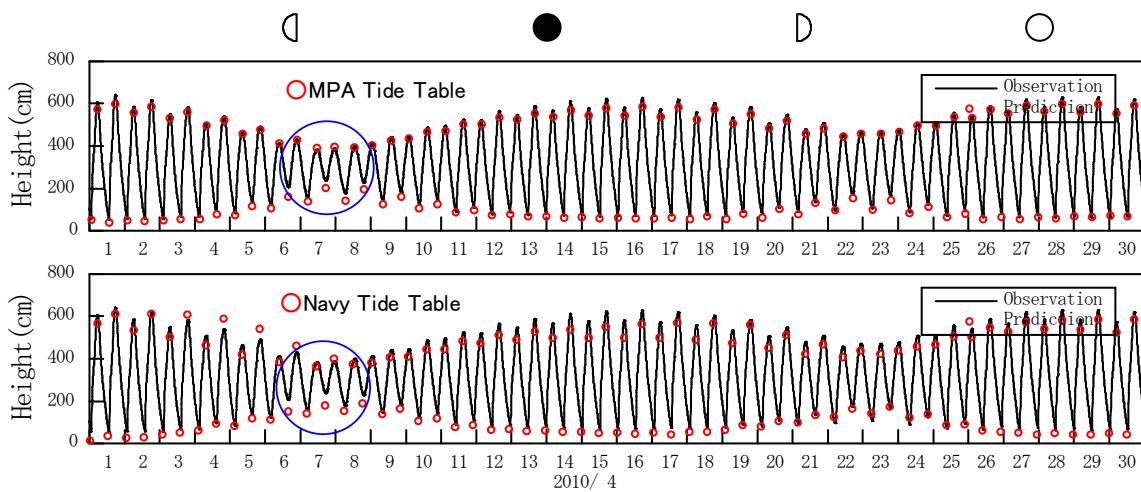 800
600
400
200
0
Height(cm)
MPA Tide Table
Observation
Prediction
1 2 3 4 5 6 7 8 9 10 11 12 13 14 15 16 17 18 19 20 21 22 23 24 25 26 27 28 29 30
800
600
400
200
0
Height(cm)
Navy Tide Table
Observation
Prediction
1 2 3 4 5 6 7 8 9 10 11 12 13 14 15 16 17 18 19 20 21 22 23 24 25 26 27 28 29 30
2010/ 4